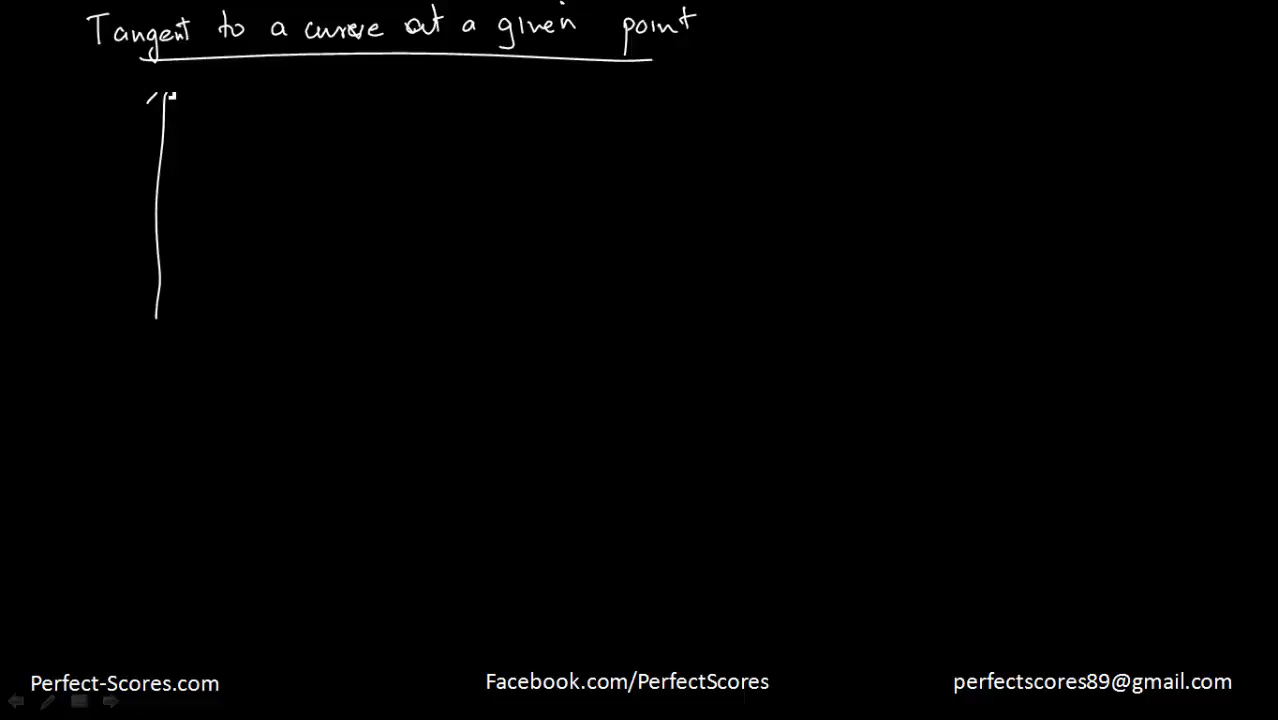 Tangent to a curve at a given point
Perfect-Scores.com
Facebook.com/PerfectScores
perfectscores89@gmail.com